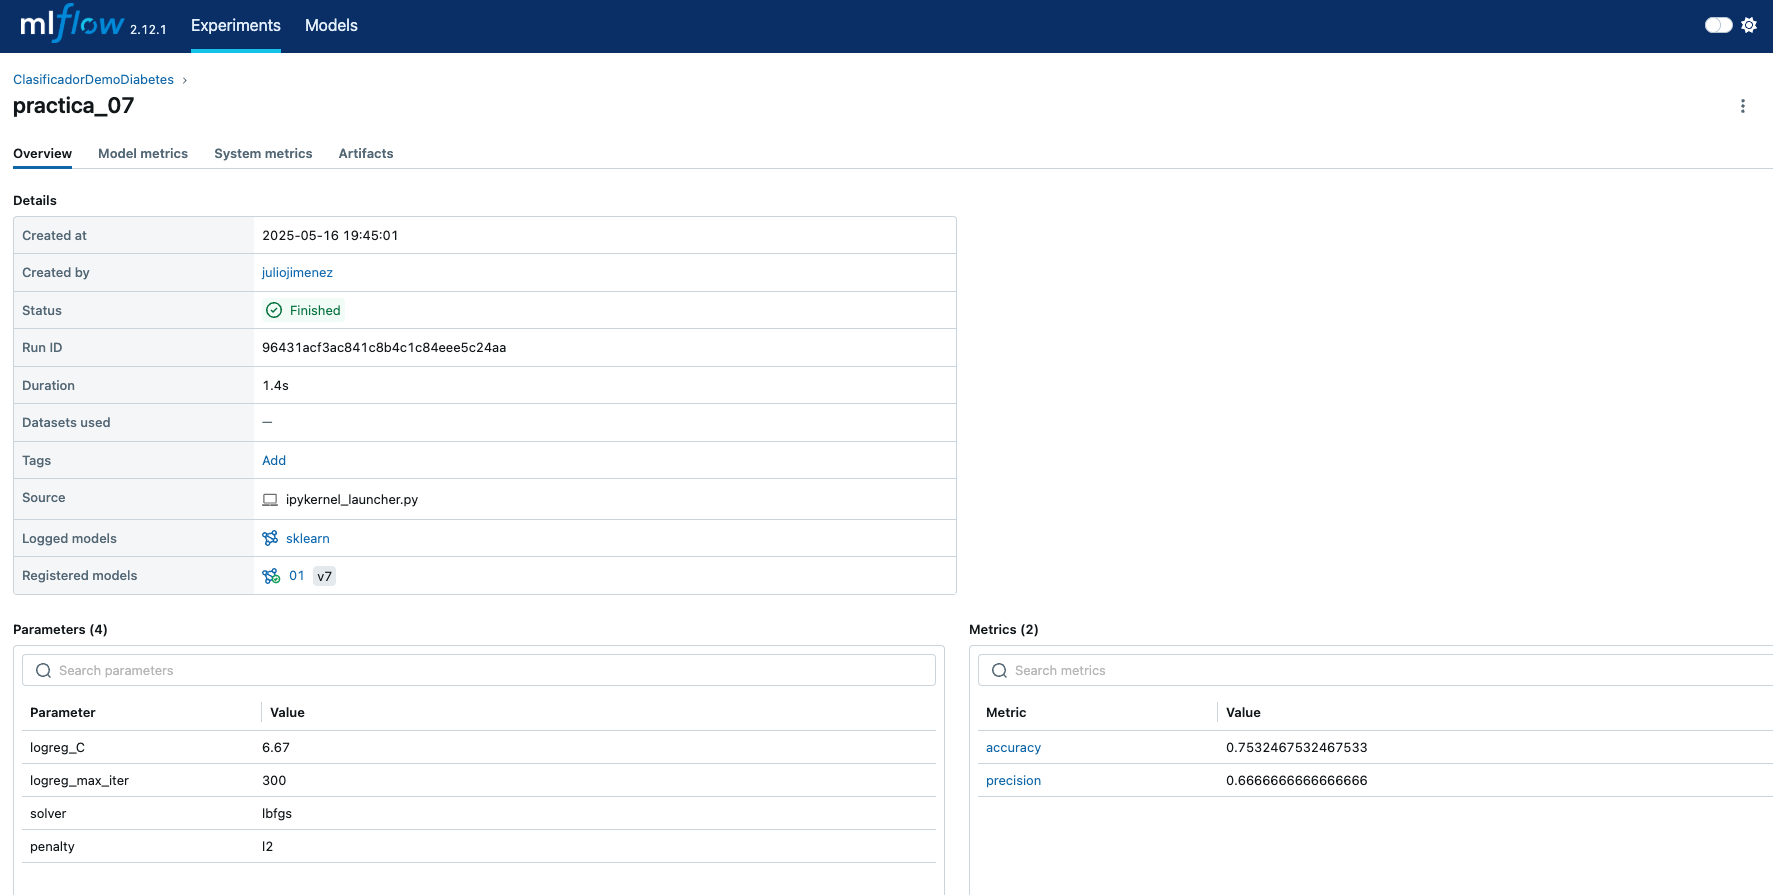 mlflow 2.12.1 Experiments Models
ClasificadorDemoDiabetes ›
practica_07
Overview Model metrics System metrics Artifacts
Details
Created at 2025-05-16 19:45:01
Created by juliojimenez
Status Finished
Run ID 96431acf3ac841c8b4c1c84eee5c24aa
Duration 1.4s
Datasets used —
Tags Add
Source ipykernel_launcher.py
Logged models sklearn
Registered models 01 v7
Parameters (4)
Search parameters
Parameter Value
logreg_C 6.67
logreg_max_iter 300
solver lbfgs
penalty l2
Metrics (2)
Search metrics
Metric Value
accuracy 0.7532467532467533
precision 0.6666666666666666